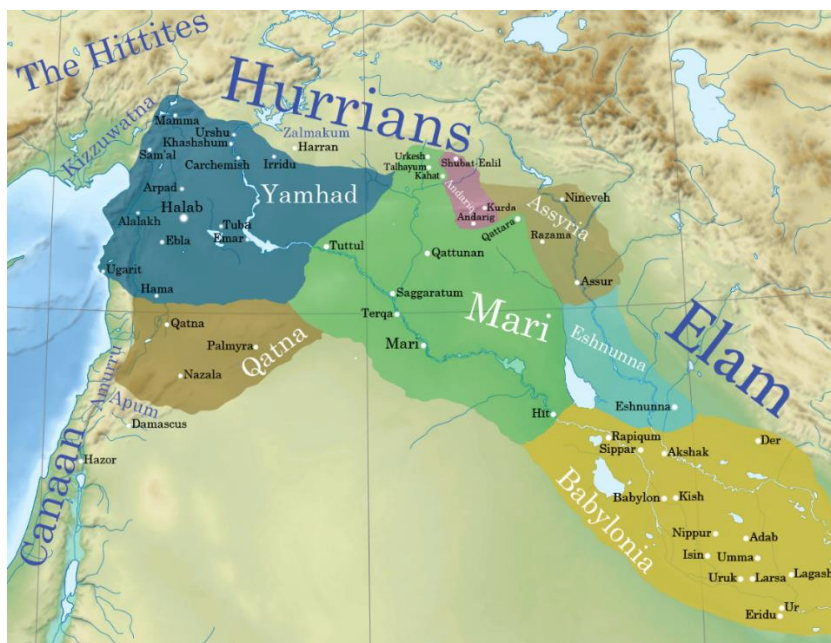 The Hittites
Hurrians
Kizzuwatna
Mamma
Urshu
Zalmakum
Khashshum
Harran
Sam'al
Carchemish
Irridu
Urkesh
Shubat-Enlil
Talhayum
Kahat
Arpad
Yamhad
Andariq
Nineveh
Halab
Kurda
Assyria
Alalakh
Tuba
Andarig
Qattara
Emar
Razama
Ebla
Tuttul
Qattunan
Ugarit
Assur
Hama
Saggaratum
Qatna
Terqa
Mari
Elam
Palmyra
Mari
Eshnunna
Qatna
Nazala
Amurru
Apum
Eshnunna
Hit
Damascus
Rapiqum
Der
Sippar
Akshak
Hazor
Canaan
Babylonia
Babylon
Kish
Nippur
Adab
Isin
Umma
Uruk
Larsa
Lagash
Ur
Eridu